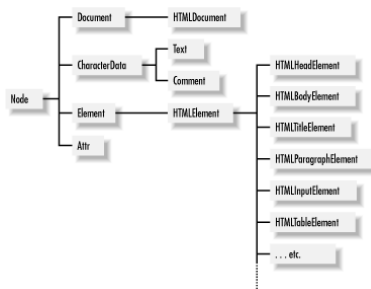 Document
HTMLDocument
Text
CharacterData
Comment
HTMLHeadElement
HTMLBodyElement
Node
Element
HTMLElement
HTMLTitleElement
Attr
HTMLParagraphElement
HTMLInputElement
HTMLTableElement
. . . etc.